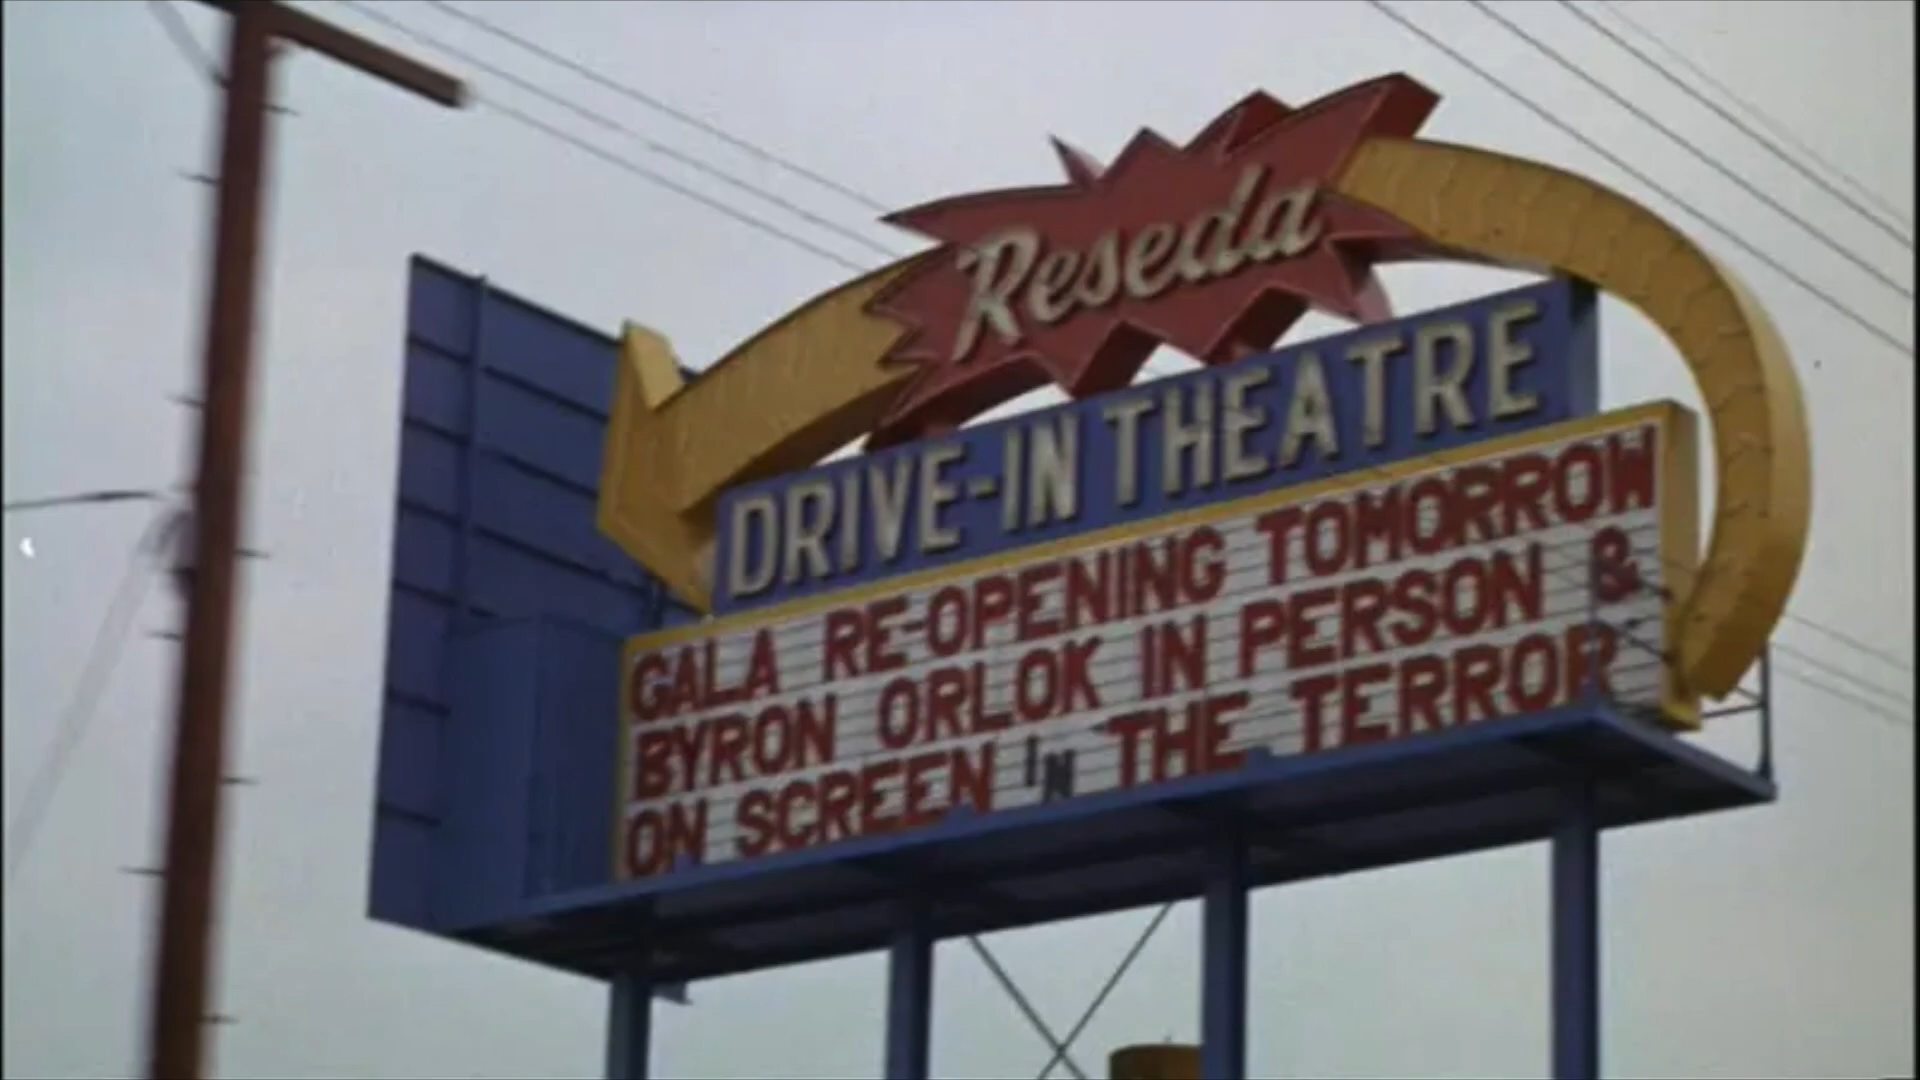 Reseda
DRIVE-IN THEATRE
GALA RE-OPENING TOMORROW
BYRON ORLOK IN PERSON &
ON SCREEN IN THE TERROR